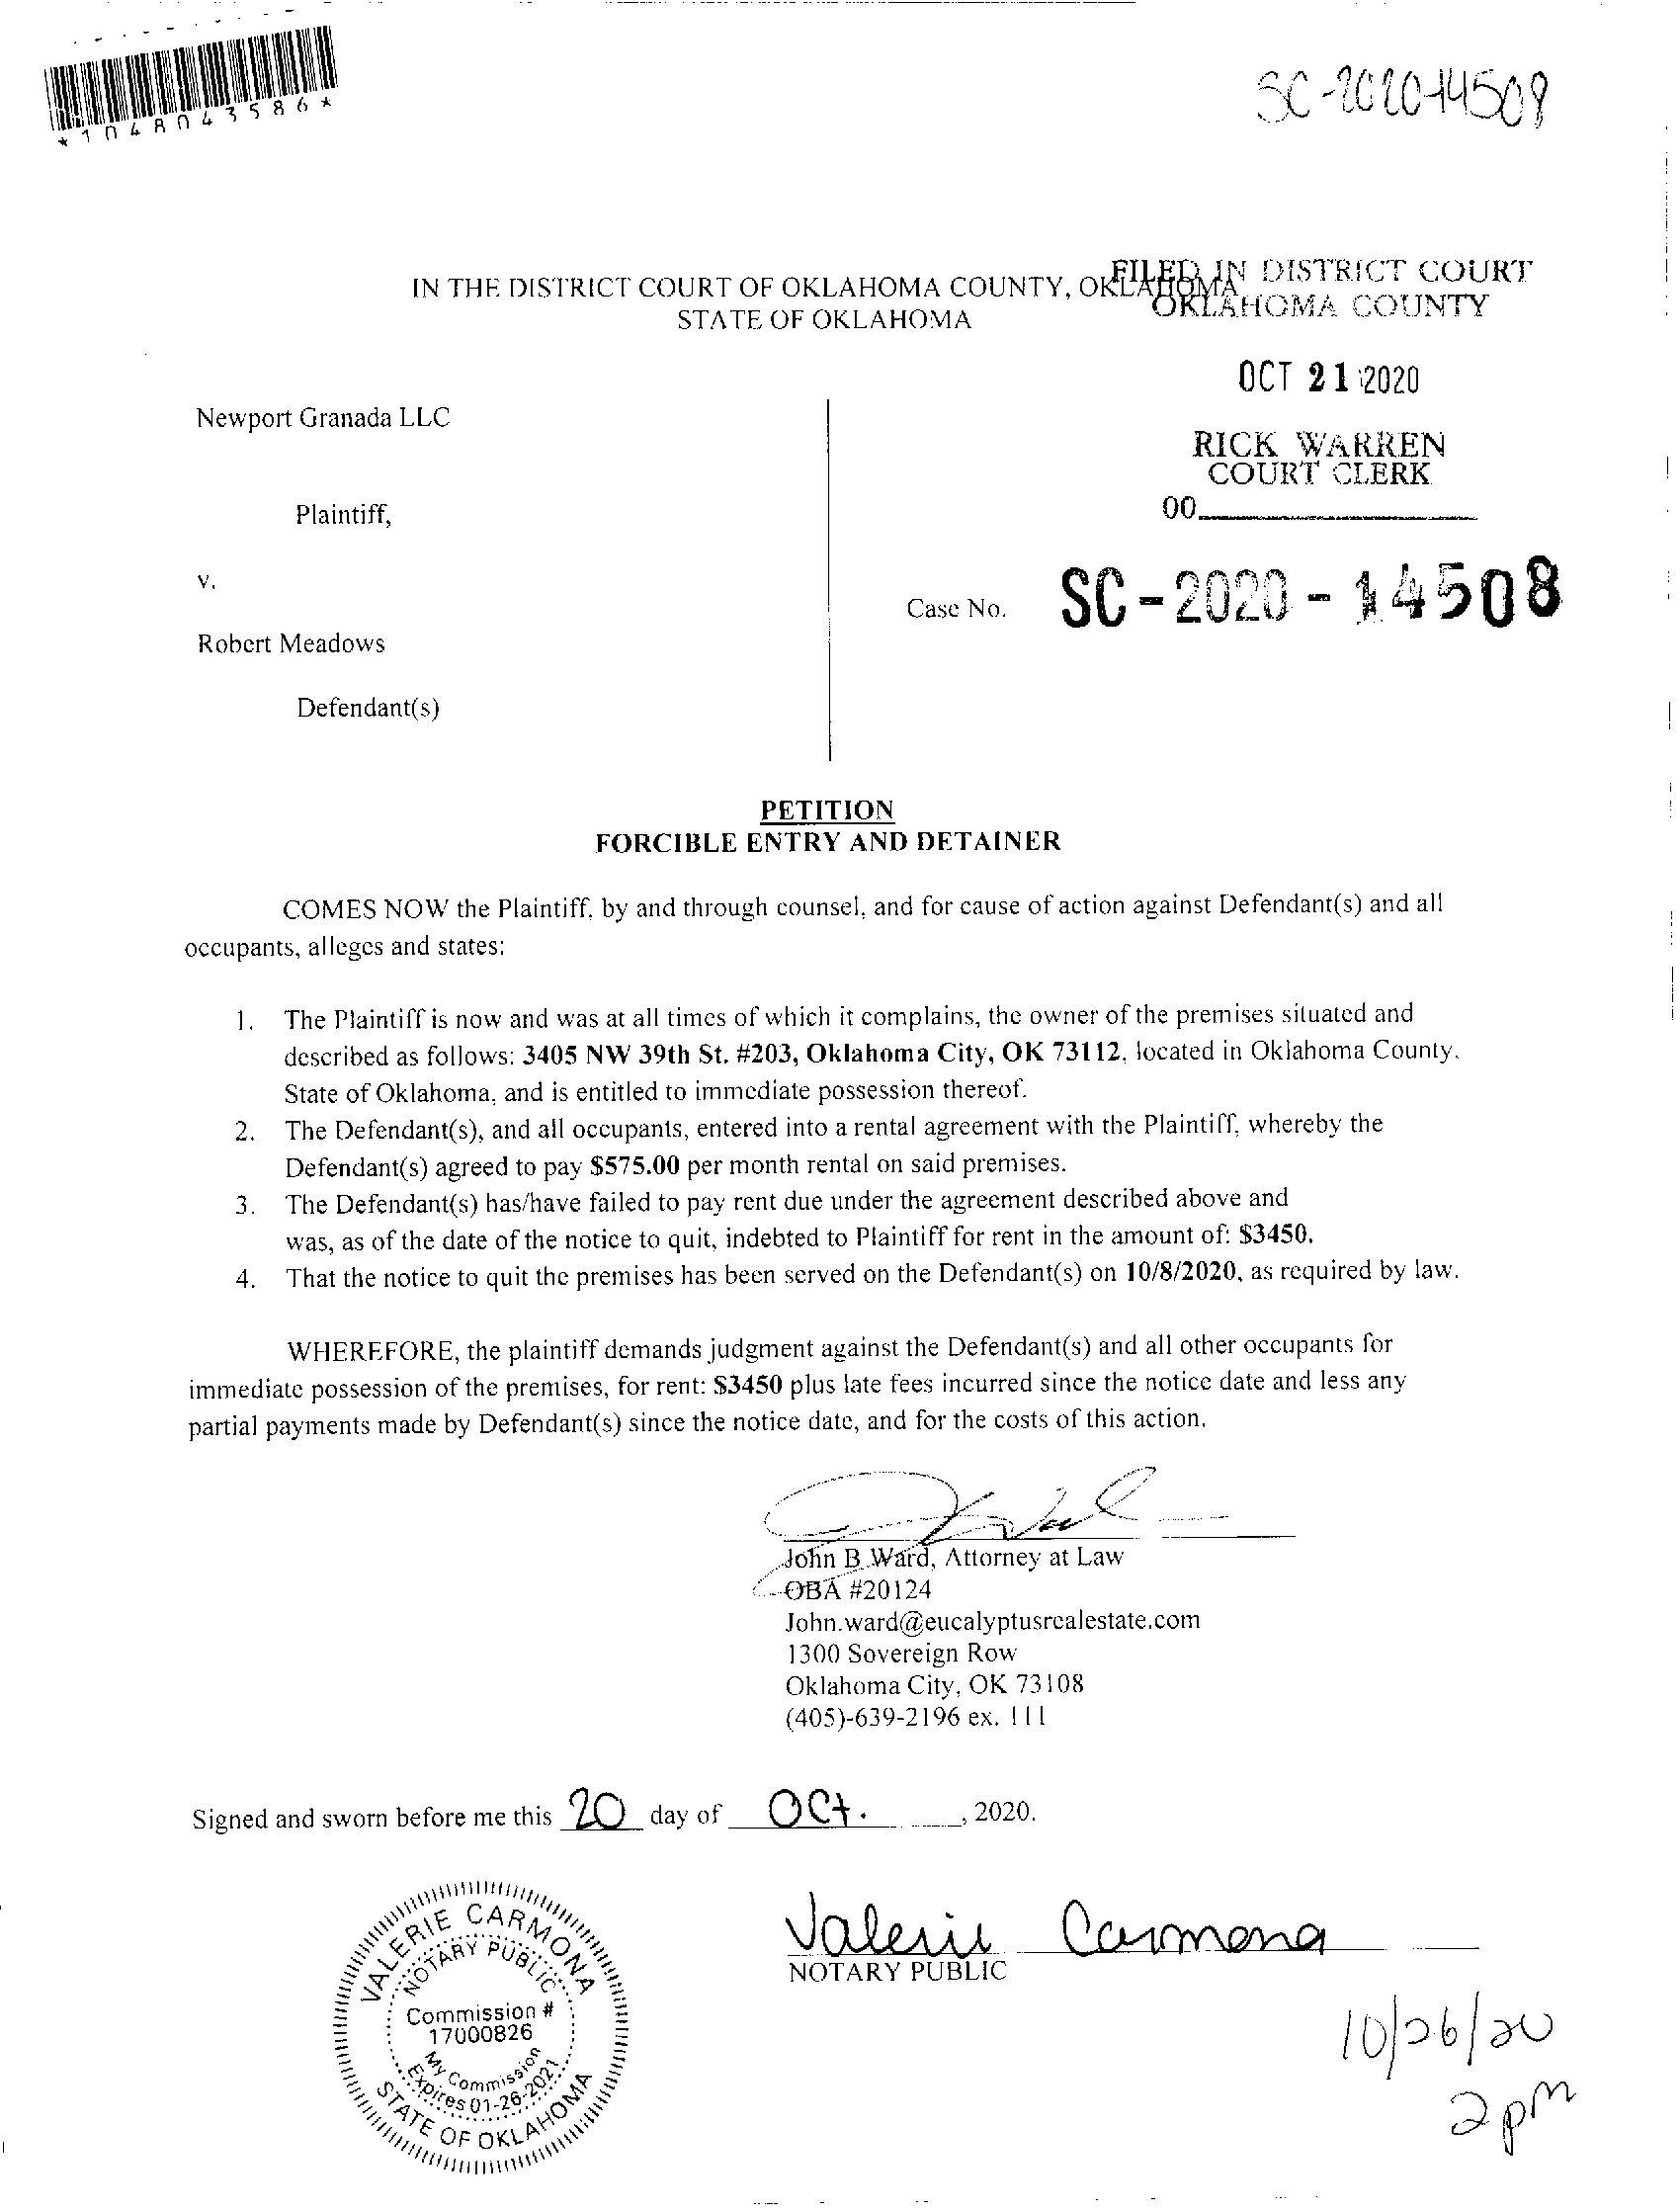 *1048043586*
SC-2020-14508
IN THE DISTRICT COURT OF OKLAHOMA COUNTY, OKLAHOMA
STATE OF OKLAHOMA
FILED IN DISTRICT COURT
OKLAHOMA COUNTY
OCT 21 2020
RICK WARREN
COURT CLERK
00
Newport Granada LLC
Plaintiff,
v.
Case No. SC-2020-14508
Robert Meadows
Defendant(s)
PETITION
FORCIBLE ENTRY AND DETAINER
COMES NOW the Plaintiff, by and through counsel, and for cause of action against Defendant(s) and all
occupants, alleges and states:
1. The Plaintiff is now and was at all times of which it complains, the owner of the premises situated and
described as follows: 3405 NW 39th St. #203, Oklahoma City, OK 73112, located in Oklahoma County,
State of Oklahoma, and is entitled to immediate possession thereof.
2. The Defendant(s), and all occupants, entered into a rental agreement with the Plaintiff, whereby the
Defendant(s) agreed to pay $575.00 per month rental on said premises.
3. The Defendant(s) has/have failed to pay rent due under the agreement described above and
was, as of the date of the notice to quit, indebted to Plaintiff for rent in the amount of: $3450.
4. That the notice to quit the premises has been served on the Defendant(s) on 10/8/2020, as required by law.
WHEREFORE, the plaintiff demands judgment against the Defendant(s) and all other occupants for
immediate possession of the premises, for rent: $3450 plus late fees incurred since the notice date and less any
partial payments made by Defendant(s) since the notice date, and for the costs of this action.
John B. Ward, Attorney at Law
OBA #20124
John.ward@eucalyptusrealestate.com
1300 Sovereign Row
Oklahoma City, OK 73108
(405)-639-2196 ex. 111
Signed and sworn before me this 20 day of Oct. , 2020.
VALERIE CARMONA
NOTARY PUBLIC
Commission #
17000826
My Commission
Expires 01-26-2021
STATE OF OKLAHOMA
Valerie Carmona
NOTARY PUBLIC
10/26/20
2pm